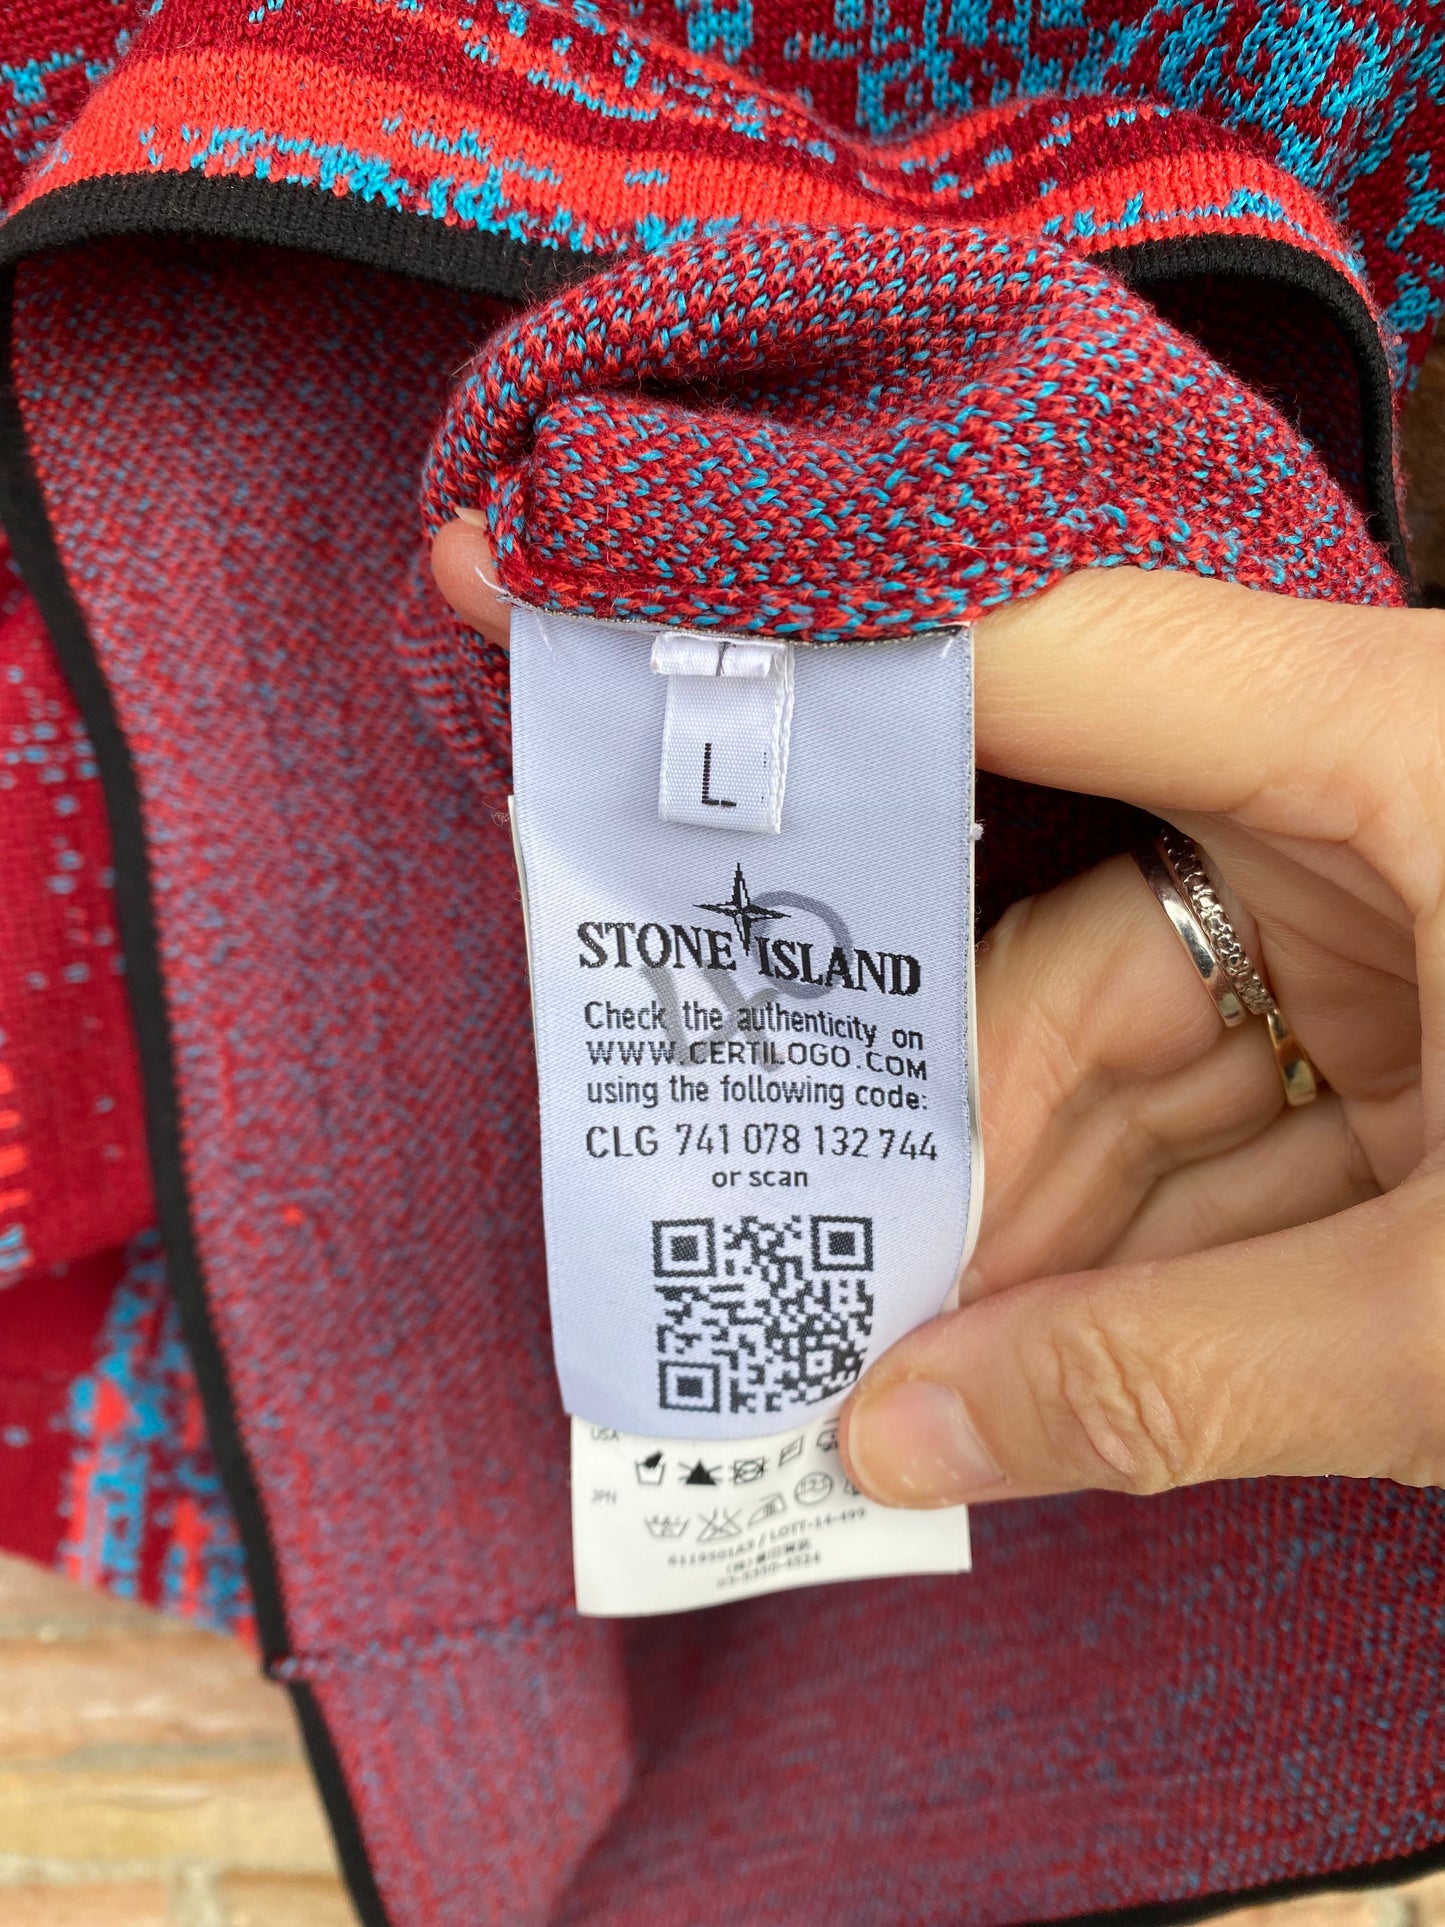 L
STONE ISLAND
Check the authenticity on
WWW.CERTILOGO.COM
using the following code:
CLG 741 078 132 744
or scan
USA
JPN